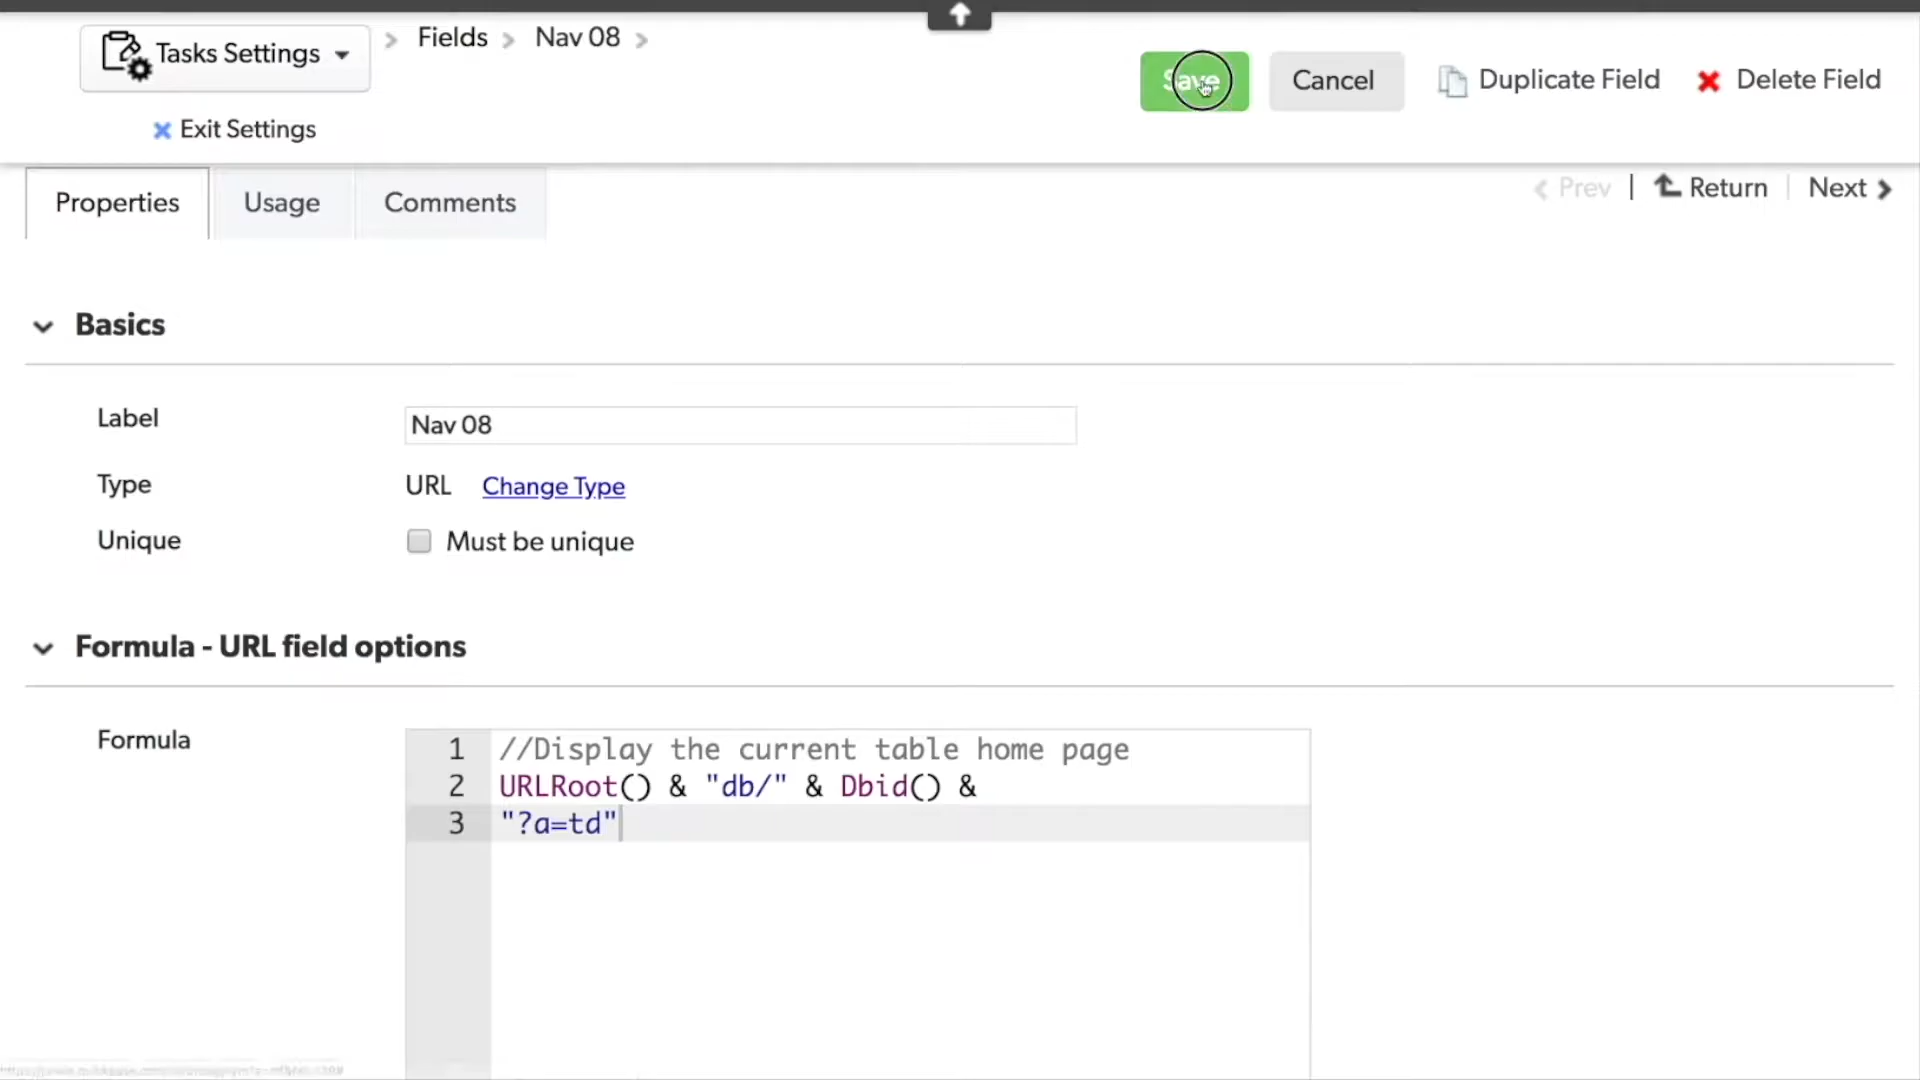 Tasks Settings
Fields
Nav 08
Save
Cancel
Duplicate Field
Delete Field
Exit Settings
Properties
Usage
Comments
Prev
Return
Next
Basics
Label
Nav 08
Type
URL
Change Type
Unique
Must be unique
Formula - URL field options
Formula
1 //Display the current table home page
2 URLRoot() & "db/" & Dbid() &
3 "?a=td"